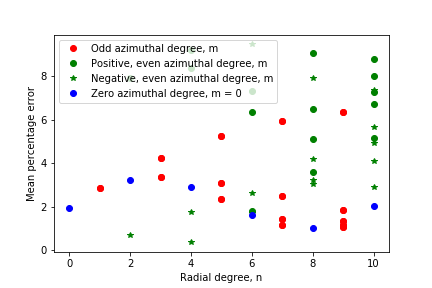 Odd azimuthal degree, m
Positive, even azimuthal degree, m
Negative, even azimuthal degree, m
Zero azimuthal degree, m = 0
Mean percentage error
8
6
4
2
0
0 2 4 6 8 10
Radial degree, n